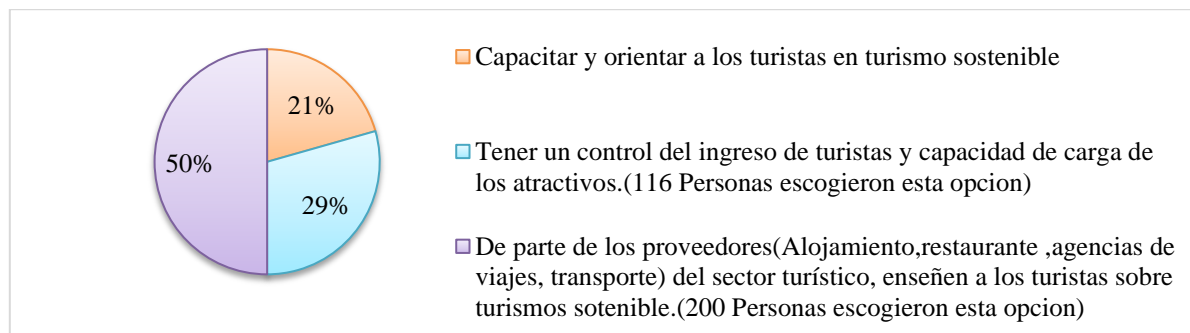 21%
29%
50%
Capacitar y orientar a los turistas en turismo sostenible
Tener un control del ingreso de turistas y capacidad de carga de
los atractivos.(116 Personas escogieron esta opcion)
De parte de los proveedores(Alojamiento,restaurante ,agencias de
viajes, transporte) del sector turístico, enseñen a los turistas sobre
turismos sotenible.(200 Personas escogieron esta opcion)